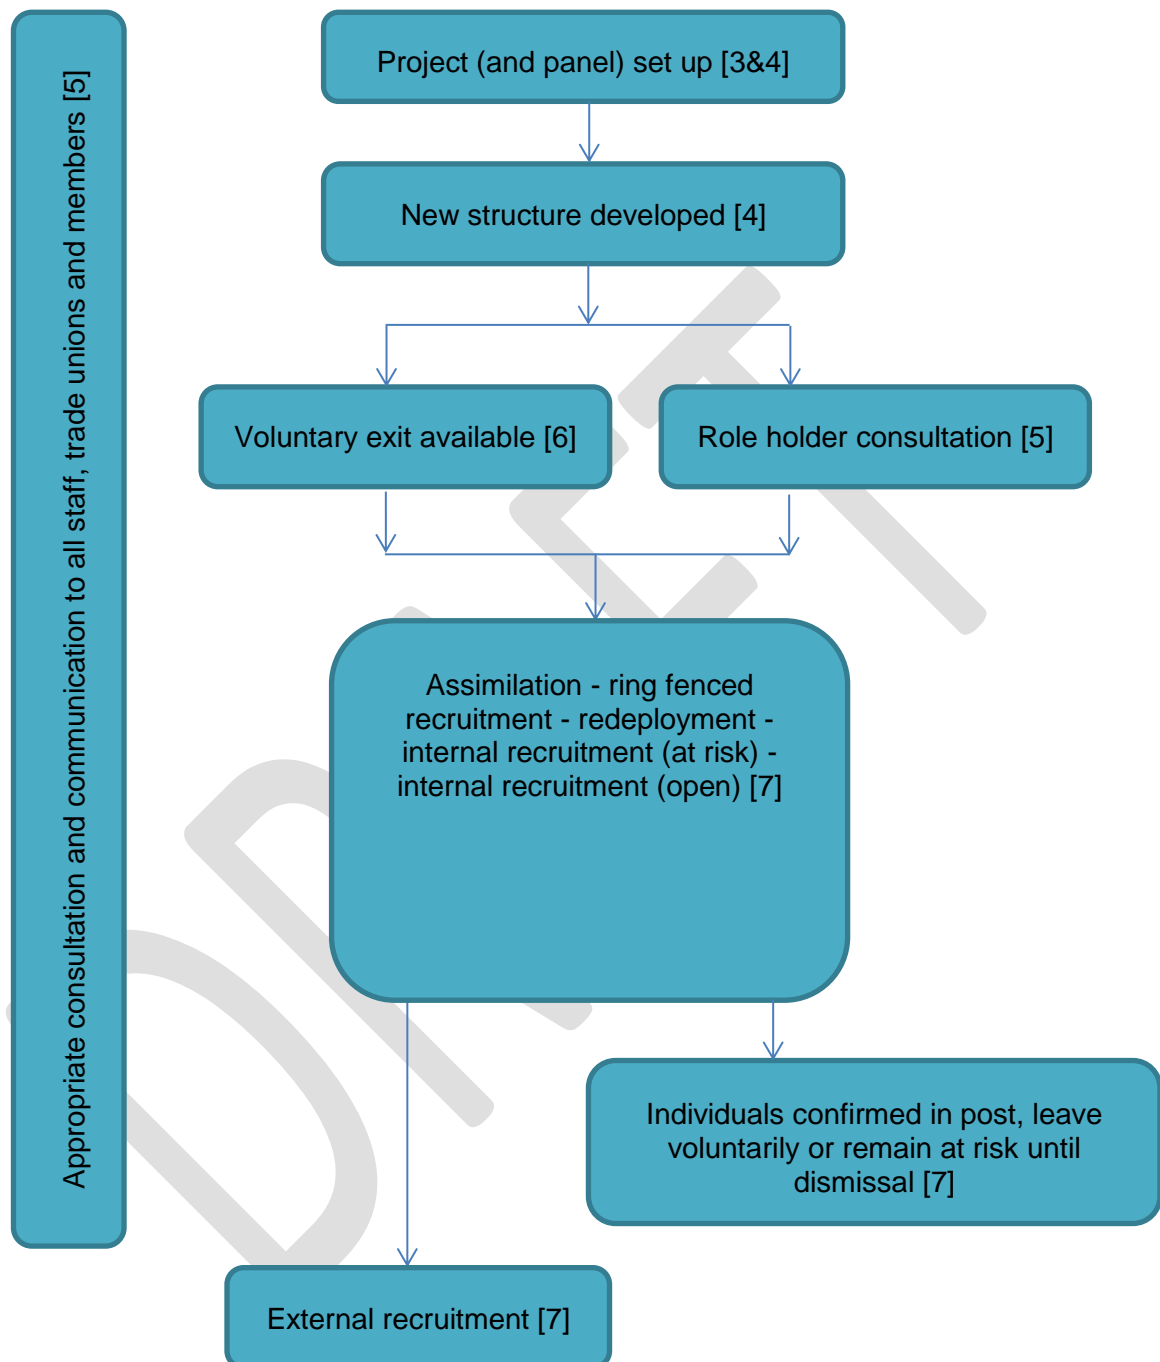 Appropriate consultation and communication to all staff, trade unions and members [5]
Project (and panel) set up [3&4]
New structure developed [4]
Voluntary exit available [6]
Role holder consultation [5]
Assimilation - ring fenced
recruitment - redeployment -
internal recruitment (at risk) -
internal recruitment (open) [7]
Individuals confirmed in post, leave
voluntarily or remain at risk until
dismissal [7]
External recruitment [7]
DRAFT